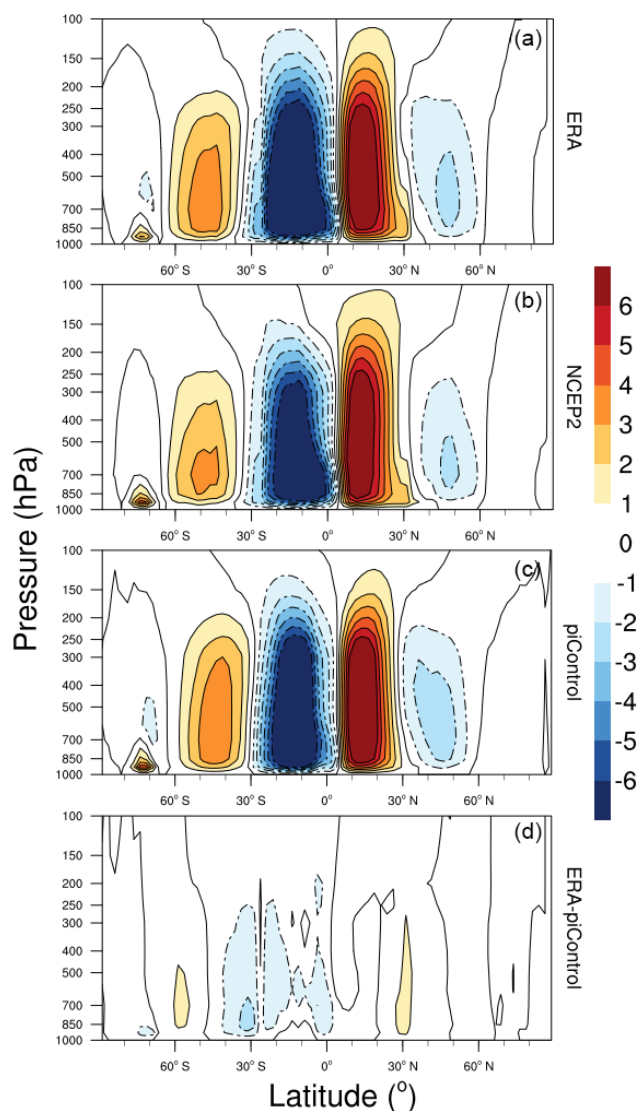 100
150
200
250
300
400
500
700
850
1000
(a)
ERA
60° S
30° S
0°
30° N
60° N
100
150
200
250
300
400
500
700
850
1000
(b)
NCEP2
60° S
30° S
0°
30° N
60° N
100
150
200
250
300
400
500
700
850
1000
(c)
piControl
60° S
30° S
0°
30° N
60° N
100
150
200
250
300
400
500
700
850
1000
(d)
ERA-piControl
60° S
30° S
0°
30° N
60° N
Pressure (hPa)
Latitude (°)
6
5
4
3
2
1
0
-1
-2
-3
-4
-5
-6